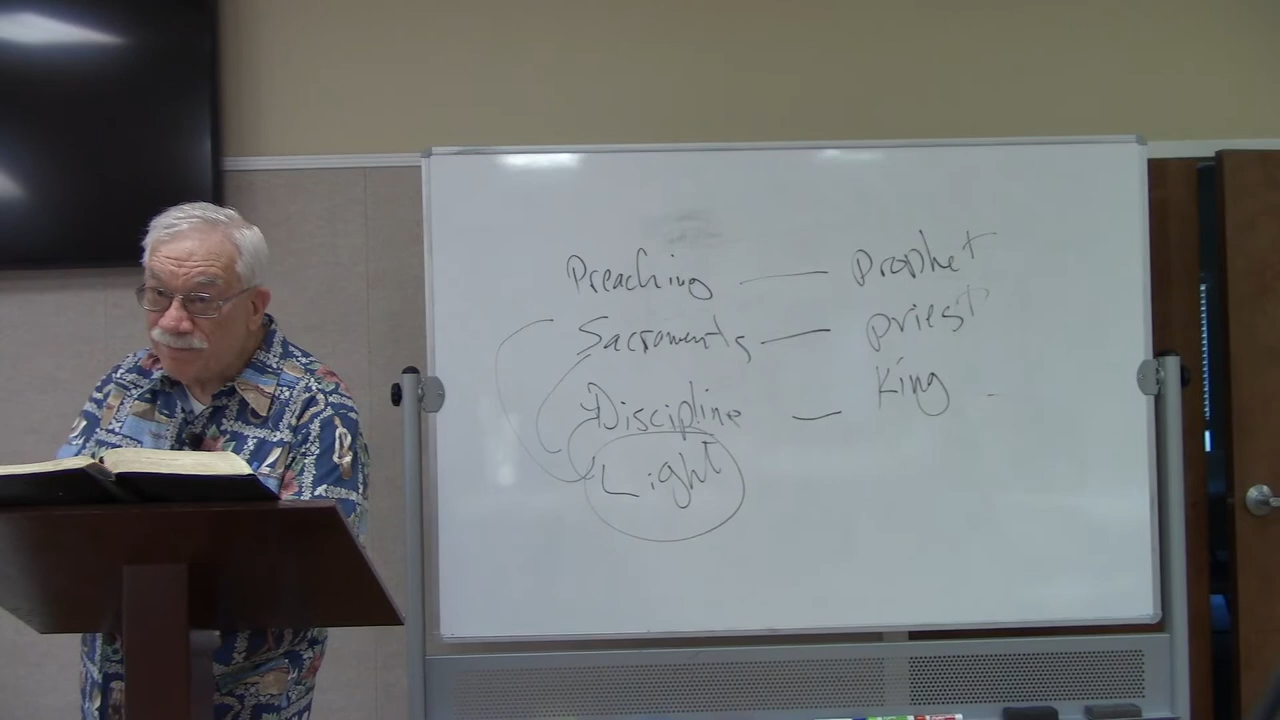 Preaching — Prophet
Sacraments — priest
Discipline — King
Light